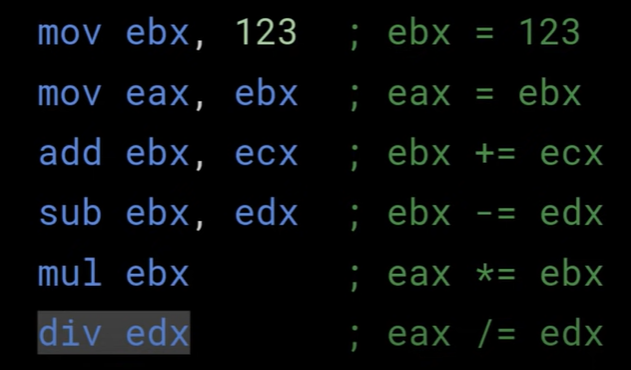 mov ebx, 123 ; ebx = 123
mov eax, ebx ; eax = ebx
add ebx, ecx ; ebx += ecx
sub ebx, edx ; ebx -= edx
mul ebx ; eax *= ebx
div edx ; eax /= edx